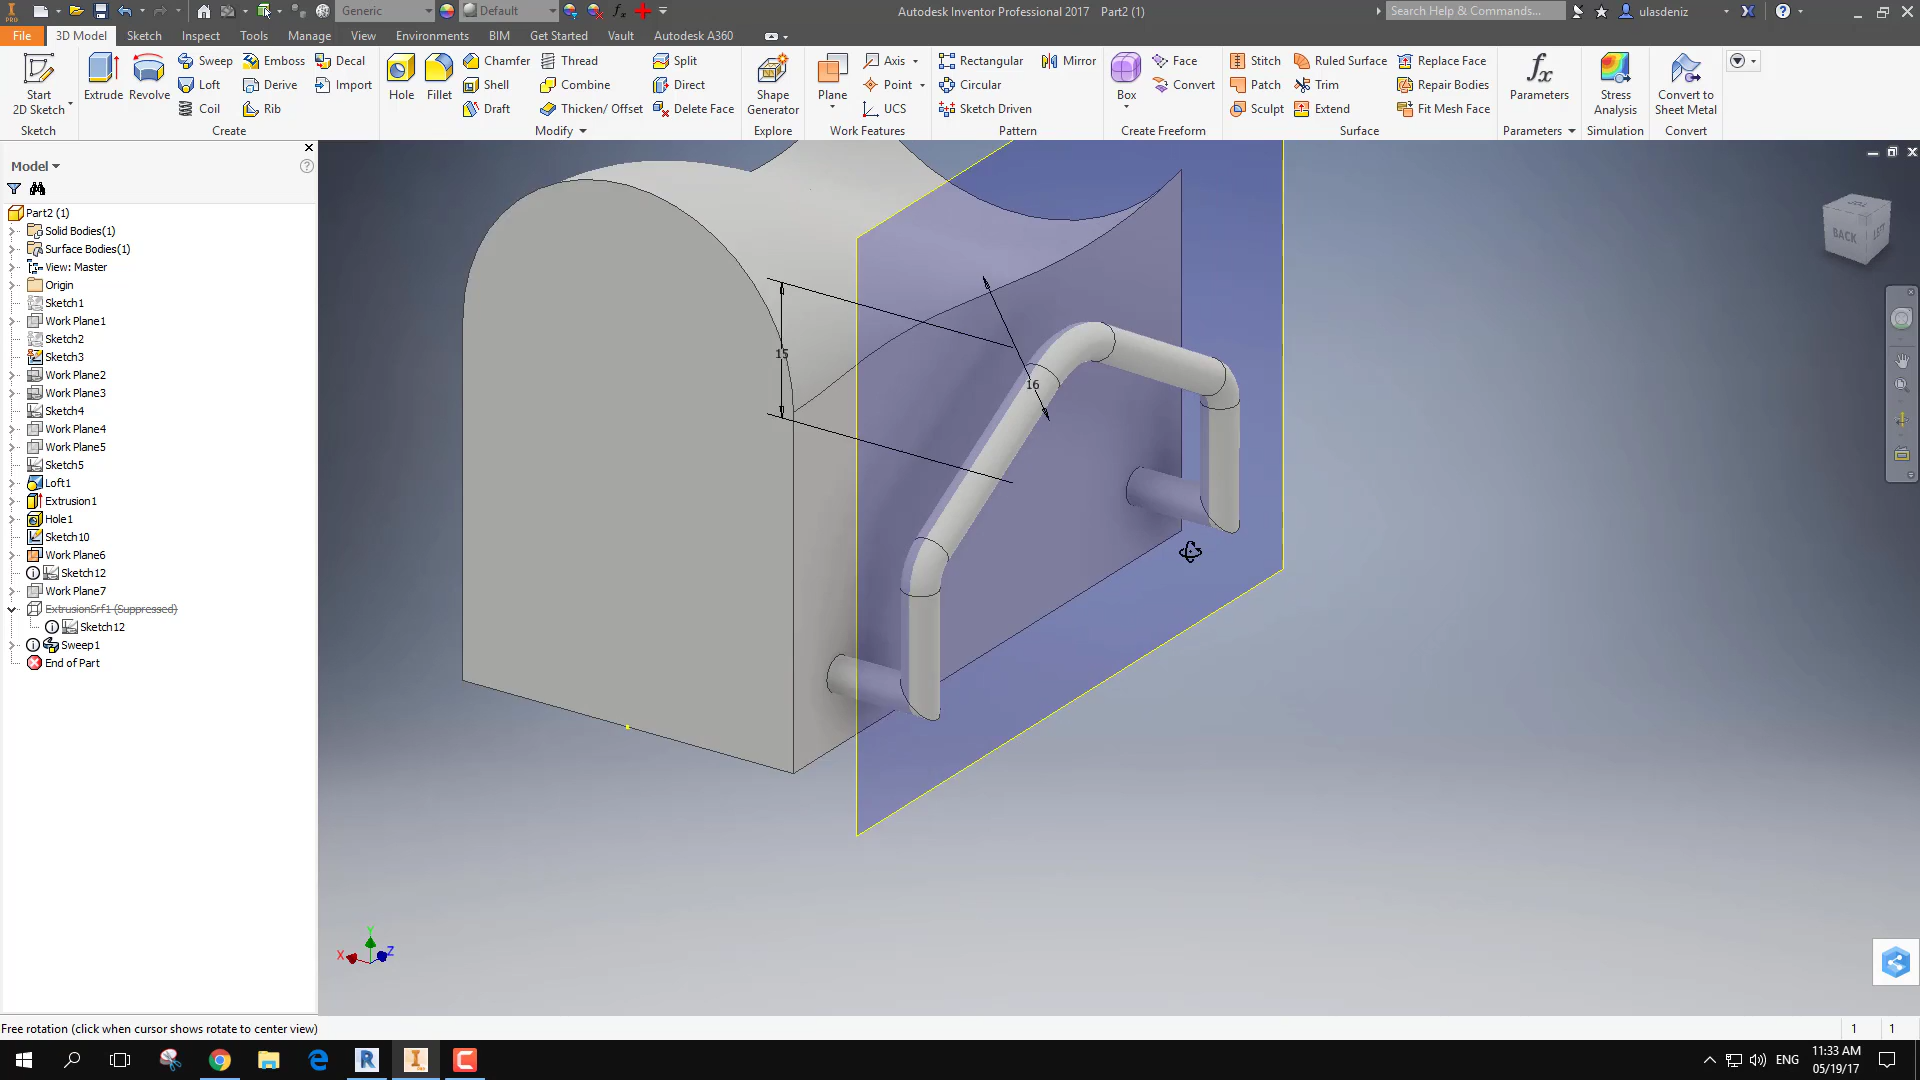 Generic
Default
Autodesk Inventor Professional 2017 Part2 (1)
Search Help & Commands...
ulasdeniz
File 3D Model Sketch Inspect Tools Manage View Environments BIM Get Started Vault Autodesk A360
Start
2D Sketch
Sketch
Extrude Revolve
Sweep Emboss Decal
Loft Derive Import
Coil Rib
Create
Hole Fillet
Chamfer Thread Split
Shell Combine Direct
Draft Thicken/ Offset Delete Face
Modify
Shape
Generator
Explore
Plane
Axis
Point
UCS
Work Features
Rectangular Mirror
Circular
Sketch Driven
Pattern
Box
Face
Convert
Create Freeform
Stitch Ruled Surface Replace Face
Patch Trim Repair Bodies
Sculpt Extend Fit Mesh Face
Surface
Parameters
Parameters
Stress
Analysis
Simulation
Convert to
Sheet Metal
Convert
Model
Part2 (1)
Solid Bodies(1)
Surface Bodies(1)
View: Master
Origin
Sketch1
Work Plane1
Sketch2
Sketch3
Work Plane2
Work Plane3
Sketch4
Work Plane4
Work Plane5
Sketch5
Loft1
Extrusion1
Hole1
Sketch10
Work Plane6
Sketch12
Work Plane7
ExtrusionSrf1 (Suppressed)
Sketch12
Sweep1
End of Part
15
16
TOP
BACK
LEFT
X Y Z
Free rotation (click when cursor shows rotate to center view)
1 1
ENG
11:33 AM
05/19/17